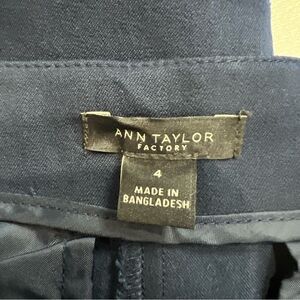 ANN TAYLOR
FACTORY
4
MADE IN
BANGLADESH